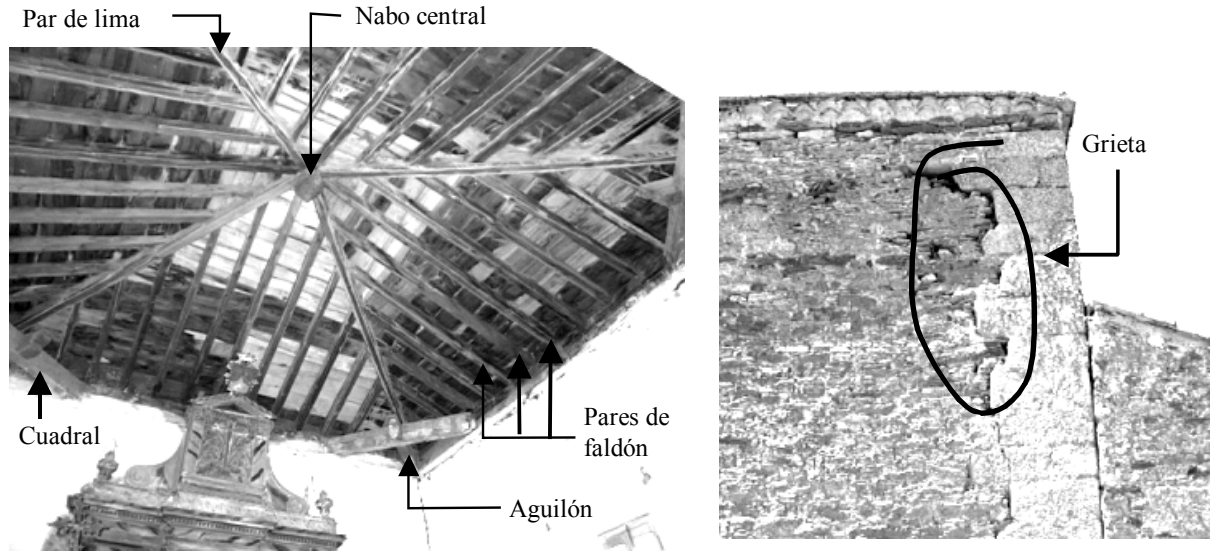 Par de lima
Nabo central
Grieta
Cuadral
Pares de
faldón
Aguilón